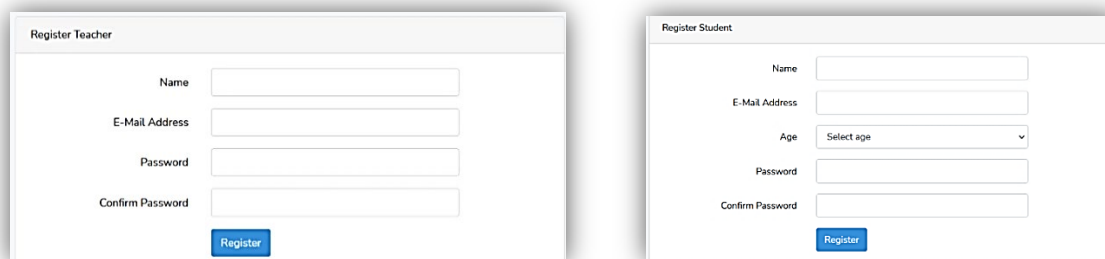 Register Teacher
Name
E-Mail Address
Password
Confirm Password
Register
Register Student
Name
E-Mail Address
Age
Select age
Password
Confirm Password
Register